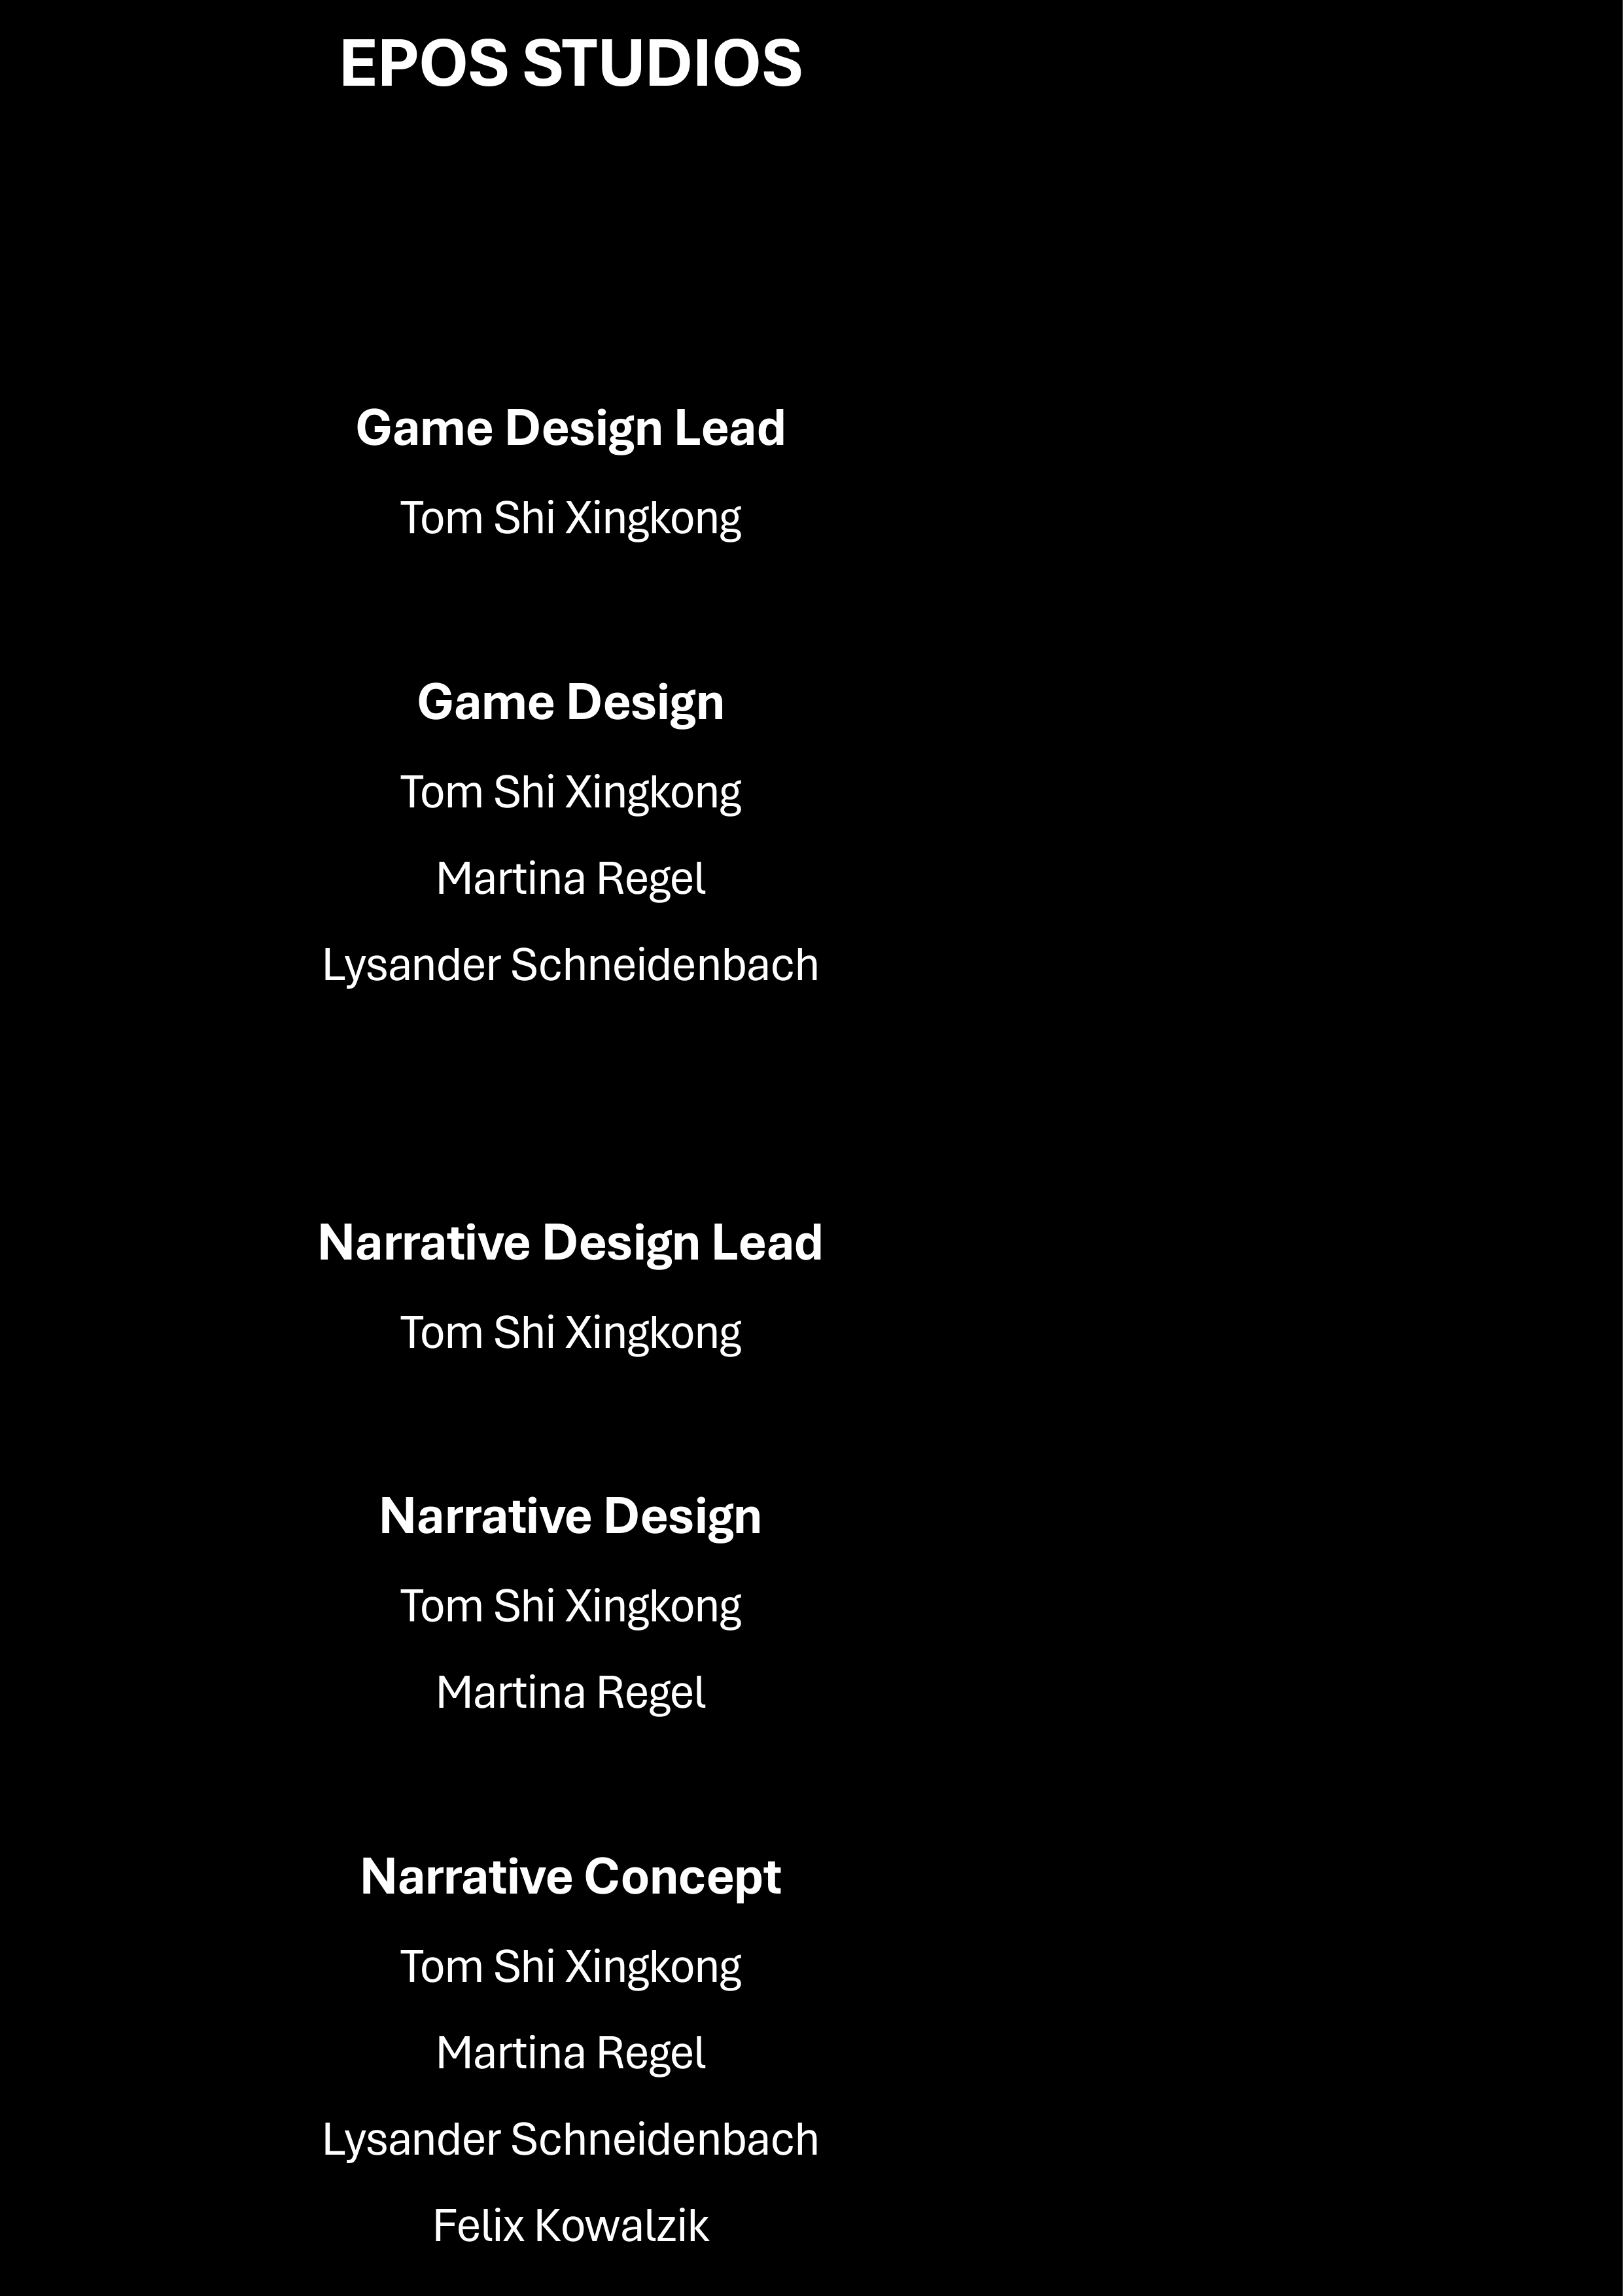 EPOS STUDIOS
Game Design Lead
Tom Shi Xingkong
Game Design
Tom Shi Xingkong
Martina Regel
Lysander Schneidenbach
Narrative Design Lead
Tom Shi Xingkong
Narrative Design
Tom Shi Xingkong
Martina Regel
Narrative Concept
Tom Shi Xingkong
Martina Regel
Lysander Schneidenbach
Felix Kowalzik